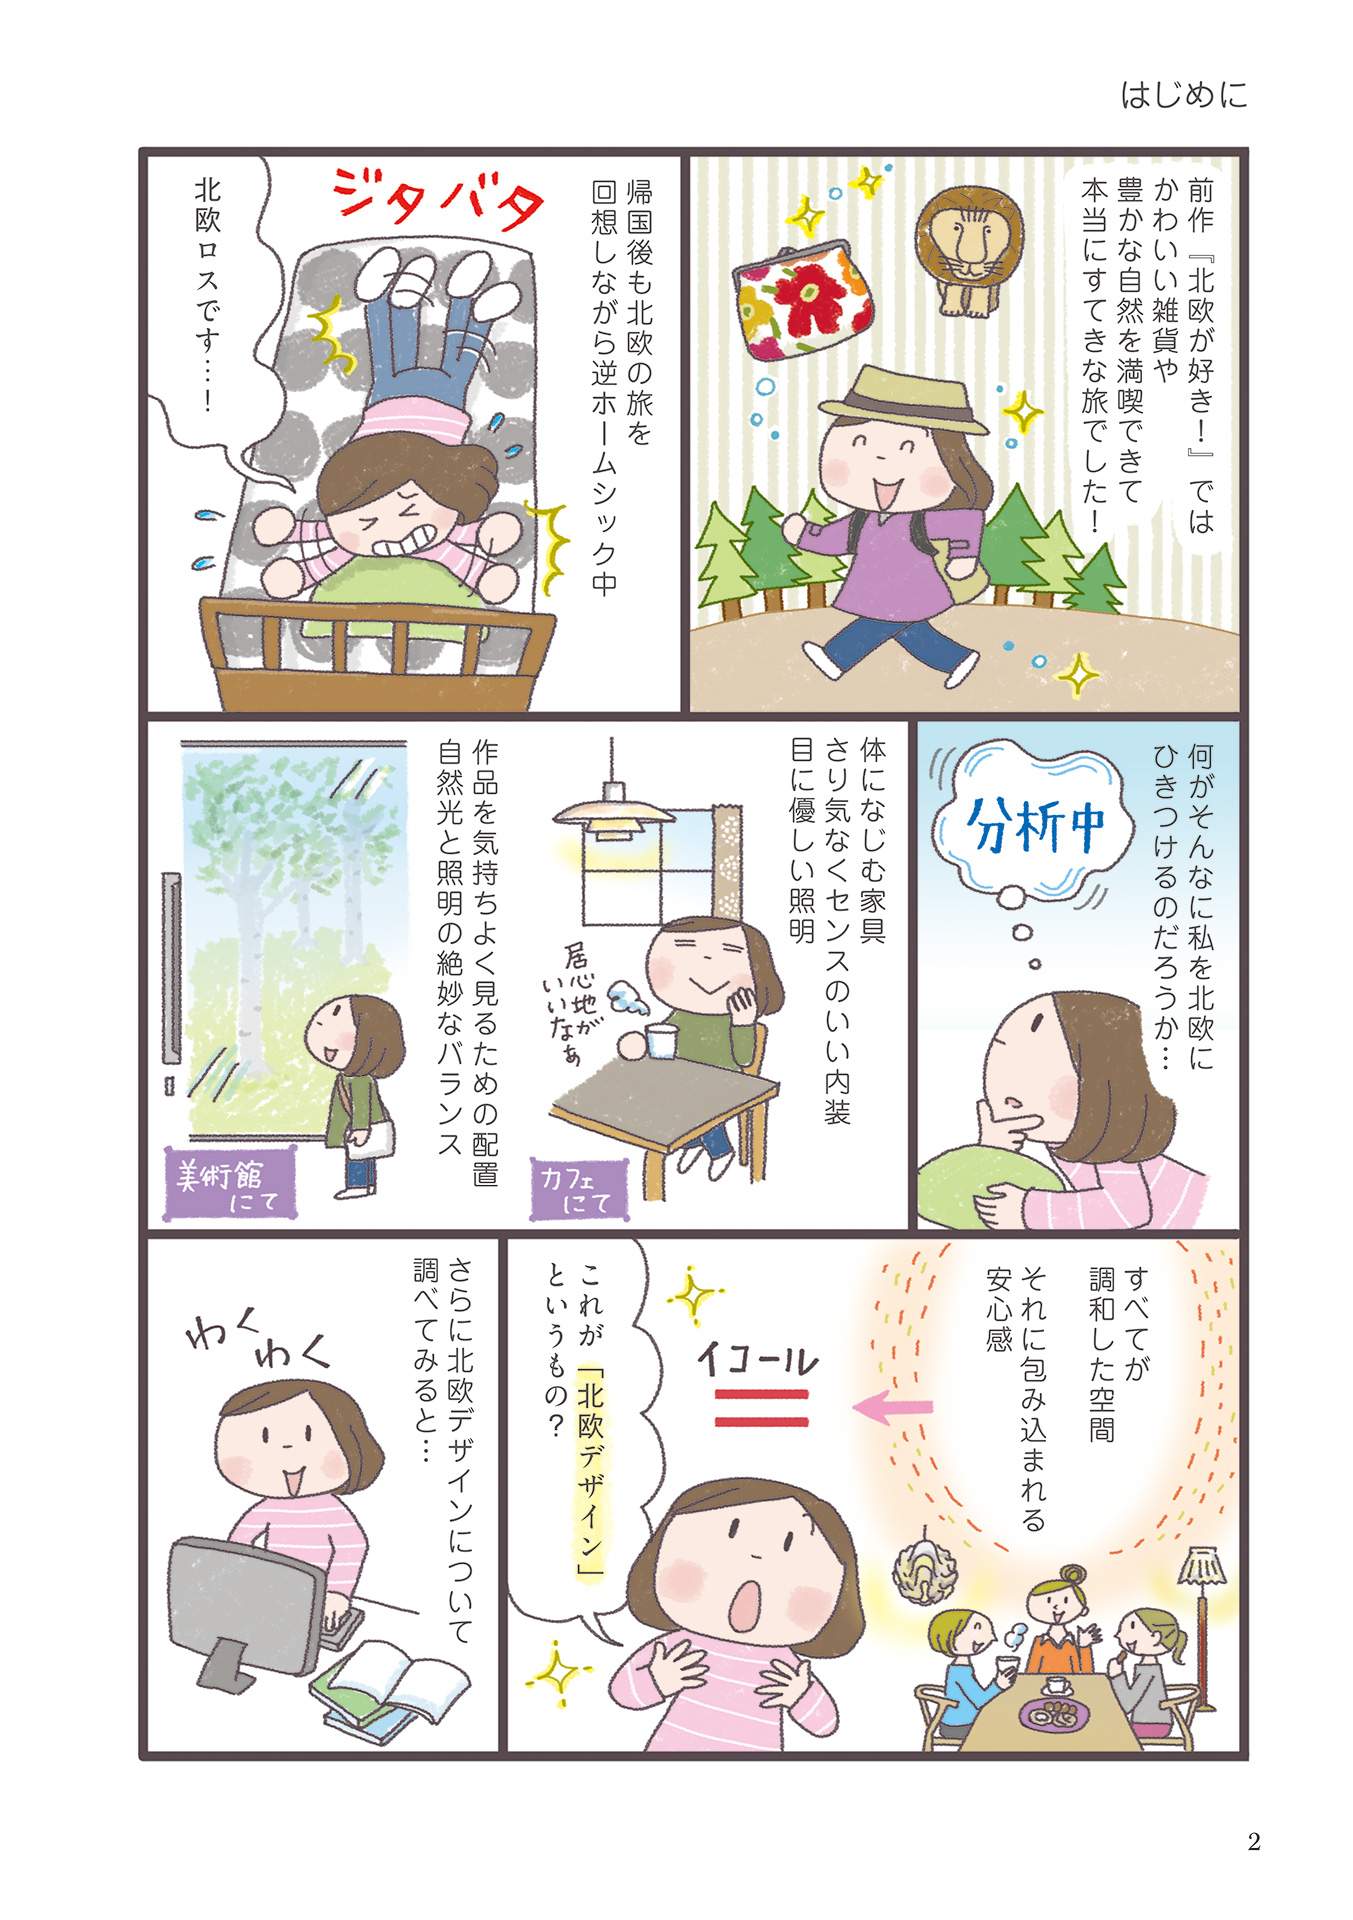 はじめに
前作『北欧が好き!』では
かわいい雑貨や
豊かな自然を満喫できて
本当にすてきな旅でした!
帰国後も北欧の旅を
回想しながら逆ホームシック中
ジタバタ
北欧ロスです…!
何がそんなに私を北欧に
ひきつけるのだろうか…
分析中
体になじむ家具
さり気なくセンスのいい内装
目に優しい照明
居心地が
いいなぁ
カフェ
にて
作品を気持ちよく見るための配置
自然光と照明の絶妙なバランス
美術館
にて
すべてが
調和した空間
それに包み込まれる
安心感
イコール
=
これが「北欧デザイン」
というもの?
さらに北欧デザインについて
調べてみると…
わく
わく
2